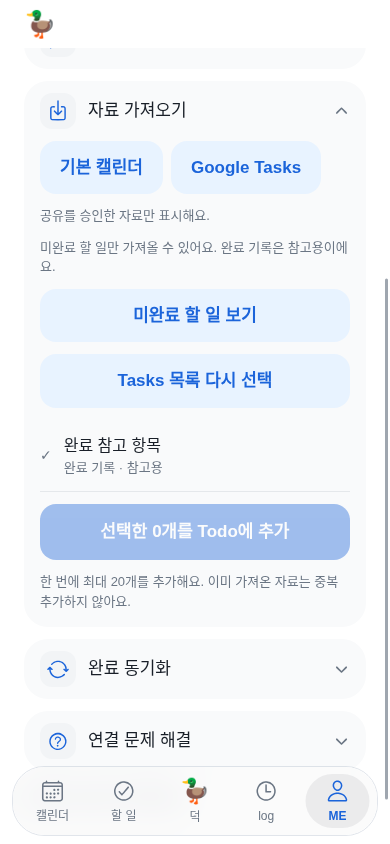 자료 가져오기
기본 캘린더
Google Tasks
공유를 승인한 자료만 표시해요.
미완료 할 일만 가져올 수 있어요. 완료 기록은 참고용이에
요.
미완료 할 일 보기
Tasks 목록 다시 선택
✓ 완료 참고 항목
완료 기록 · 참고용
선택한 0개를 Todo에 추가
한 번에 최대 20개를 추가해요. 이미 가져온 자료는 중복
추가하지 않아요.
완료 동기화
연결 문제 해결
캘린더
할 일
덕
log
ME